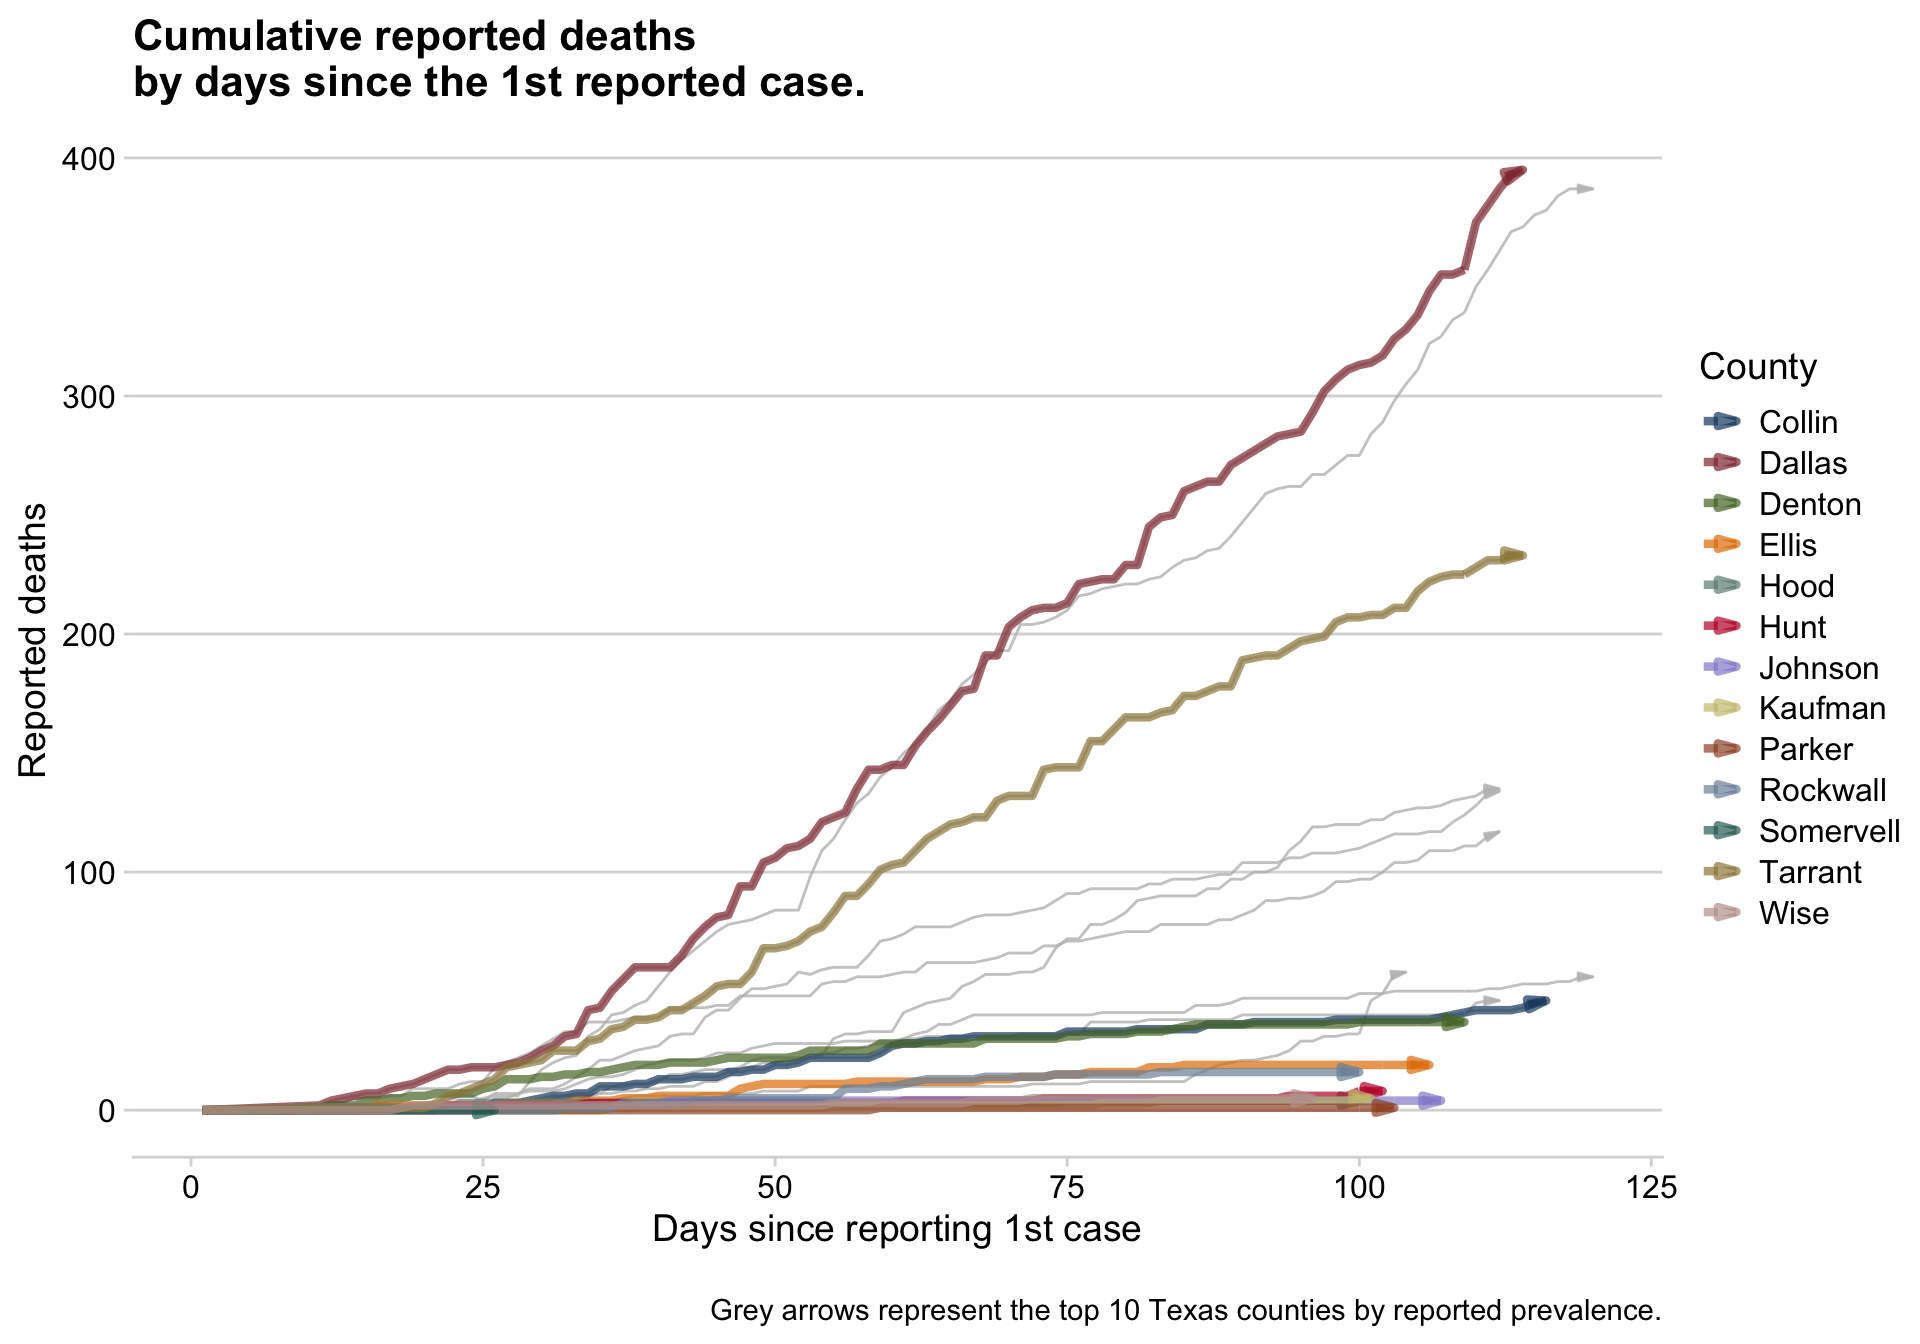 Cumulative reported deaths
by days since the 1st reported case.
400
300
200
100
0
Reported deaths
0 25 50 75 100 125
Days since reporting 1st case
County
Collin
Dallas
Denton
Ellis
Hood
Hunt
Johnson
Kaufman
Parker
Rockwall
Somervell
Tarrant
Wise
Grey arrows represent the top 10 Texas counties by reported prevalence.